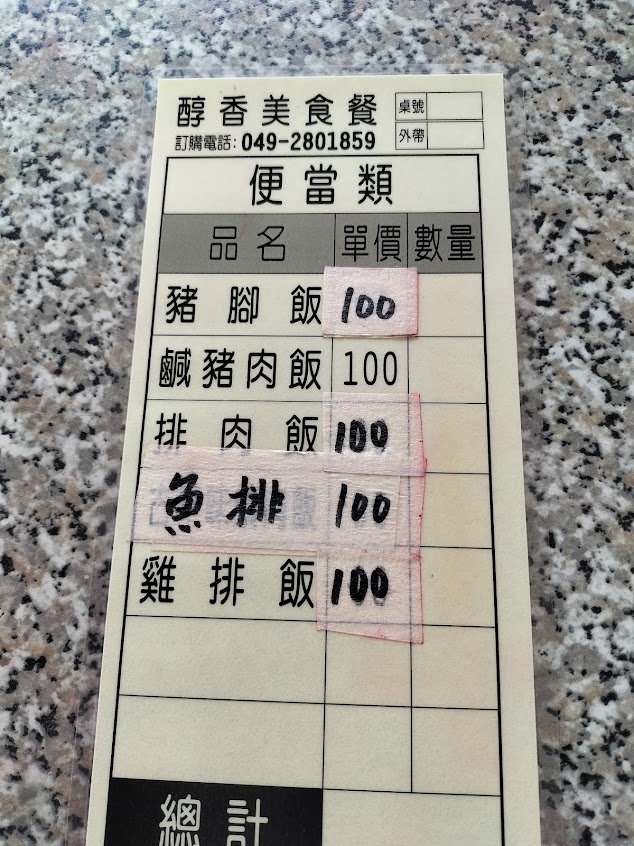 醇香美食餐
桌號
訂購電話: 049-2801859
外帶
便當類
品名 單價 數量
豬腳飯 100
鹹豬肉飯 100
排肉飯 100
魚排 100
雞排飯 100
總計